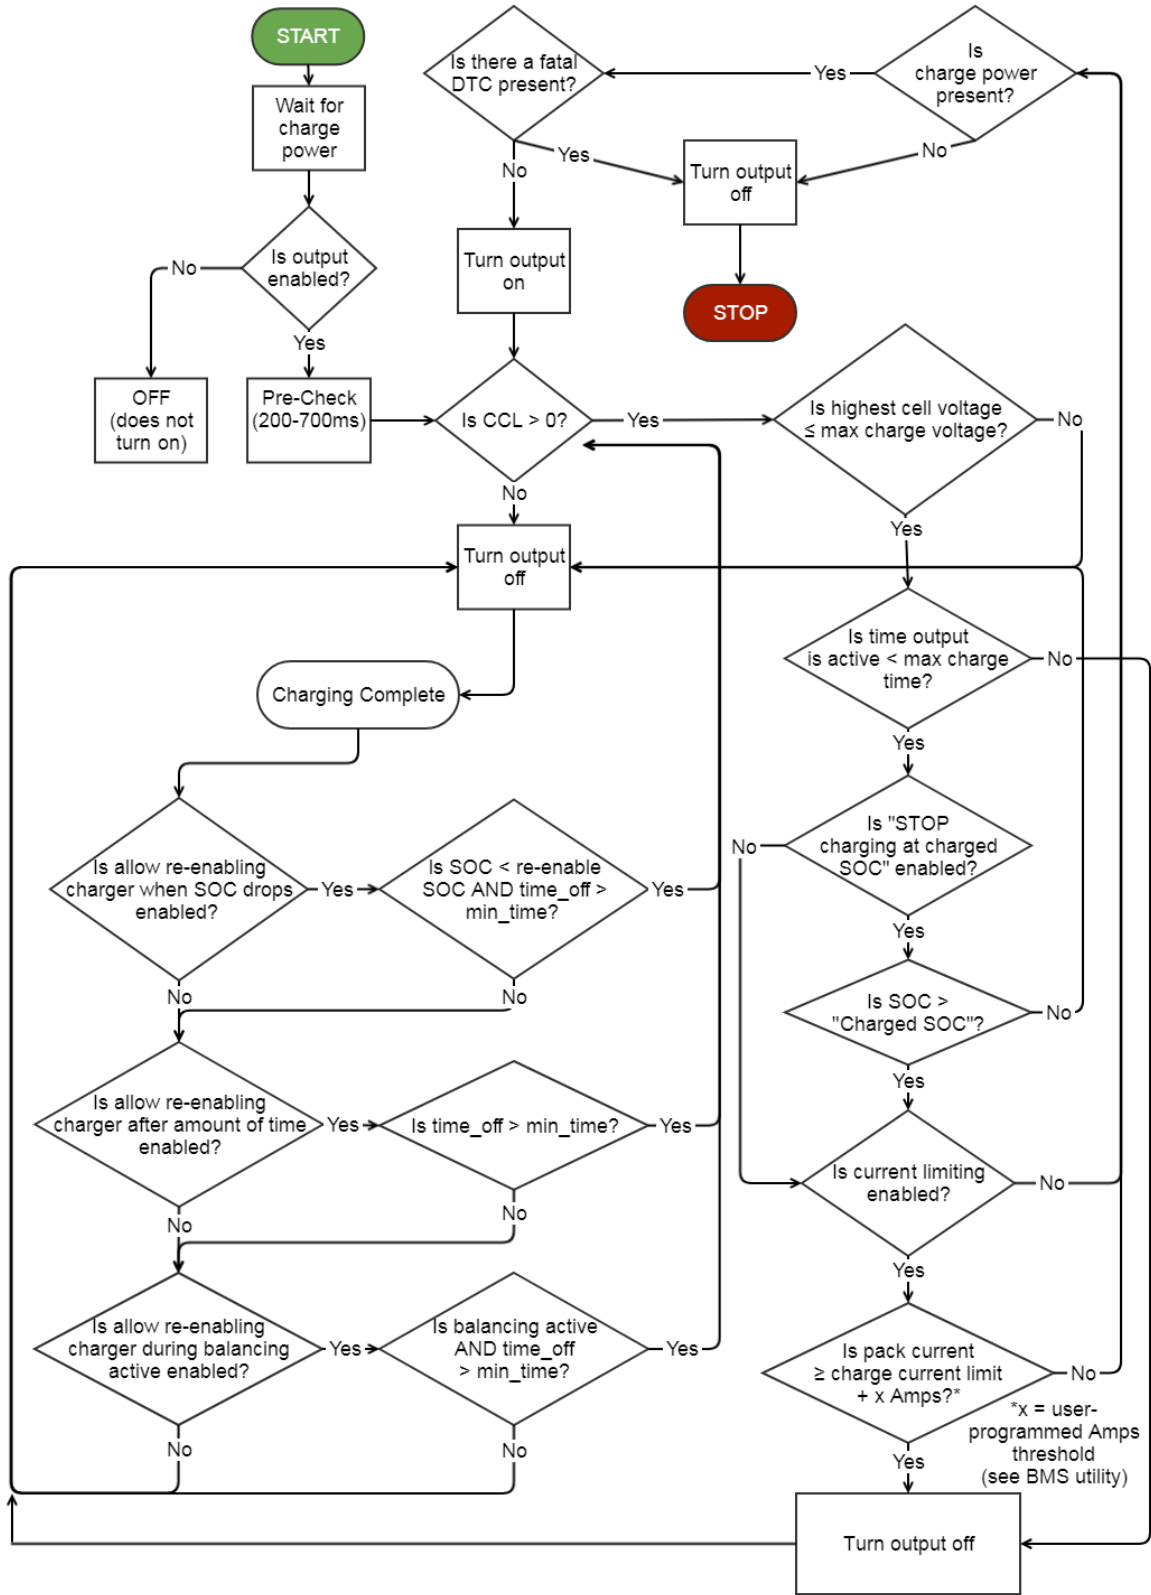 START
Wait for
charge
power
Is output
enabled?
No
Yes
OFF
(does not
turn on)
Pre-Check
(200-700ms)
Is there a fatal
DTC present?
Yes
Is
charge power
present?
No
Yes
No
Turn output
off
STOP
Turn output
on
Is CCL > 0?
Yes
No
Is highest cell voltage
≤ max charge voltage?
No
Yes
Turn output
off
Charging Complete
Is time output
is active < max charge
time?
No
Yes
Is "STOP
charging at charged
SOC" enabled?
No
Yes
Is SOC >
"Charged SOC"?
No
Yes
Is current limiting
enabled?
No
Yes
Is pack current
≥ charge current limit
+ x Amps?*
No
Yes
*x = user-
programmed Amps
threshold
(see BMS utility)
Turn output off
Is allow re-enabling
charger when SOC drops
enabled?
Yes
No
Is SOC < re-enable
SOC AND time_off >
min_time?
Yes
No
Is allow re-enabling
charger after amount of time
enabled?
Yes
No
Is time_off > min_time?
Yes
No
Is allow re-enabling
charger during balancing
active enabled?
Yes
No
Is balancing active
AND time_off
> min_time?
Yes
No